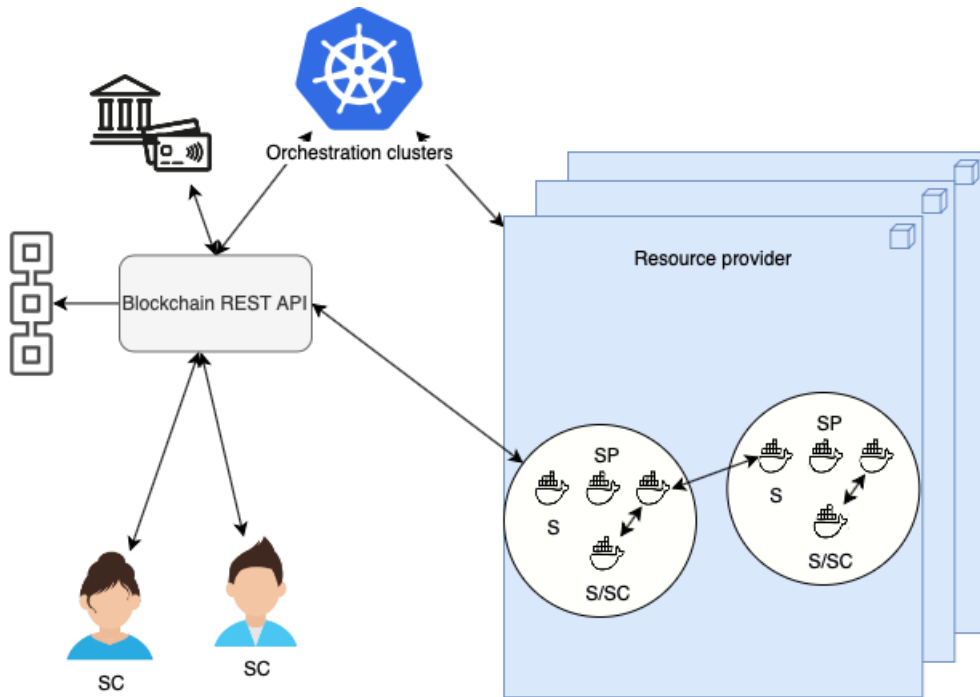 Orchestration clusters
Resource provider
Blockchain REST API
SP
S
S/SC
SP
S
S/SC
SC
SC